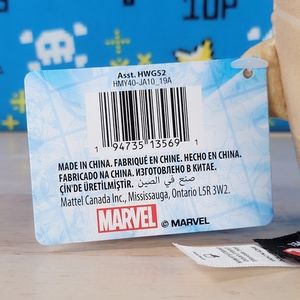 10P
Asst. HWG52
HMY40-JA10_19A
1 94735 13569 1
MADE IN CHINA. FABRIQUÉ EN CHINE. HECHO EN CHINA.
FABRICADO NA CHINA. ИЗГОТОВЛЕНО В КИТАЕ.
ÇİN'DE ÜRETİLMİŞTİR. صنع في الصين
Mattel Canada Inc., Mississauga, Ontario L5R 3W2.
MARVEL © MARVEL